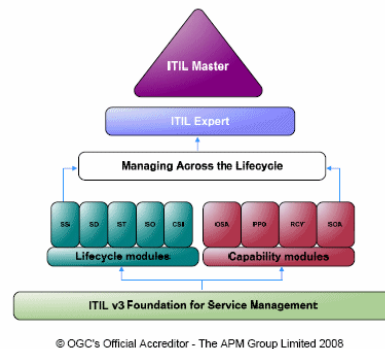 ITIL Master
ITIL Expert
Managing Across the Lifecycle
SS SD ST SO CSI OSA PPO RCV SOA
Lifecycle modules Capability modules
ITIL v3 Foundation for Service Management
© OGC's Official Accreditor - The APM Group Limited 2008